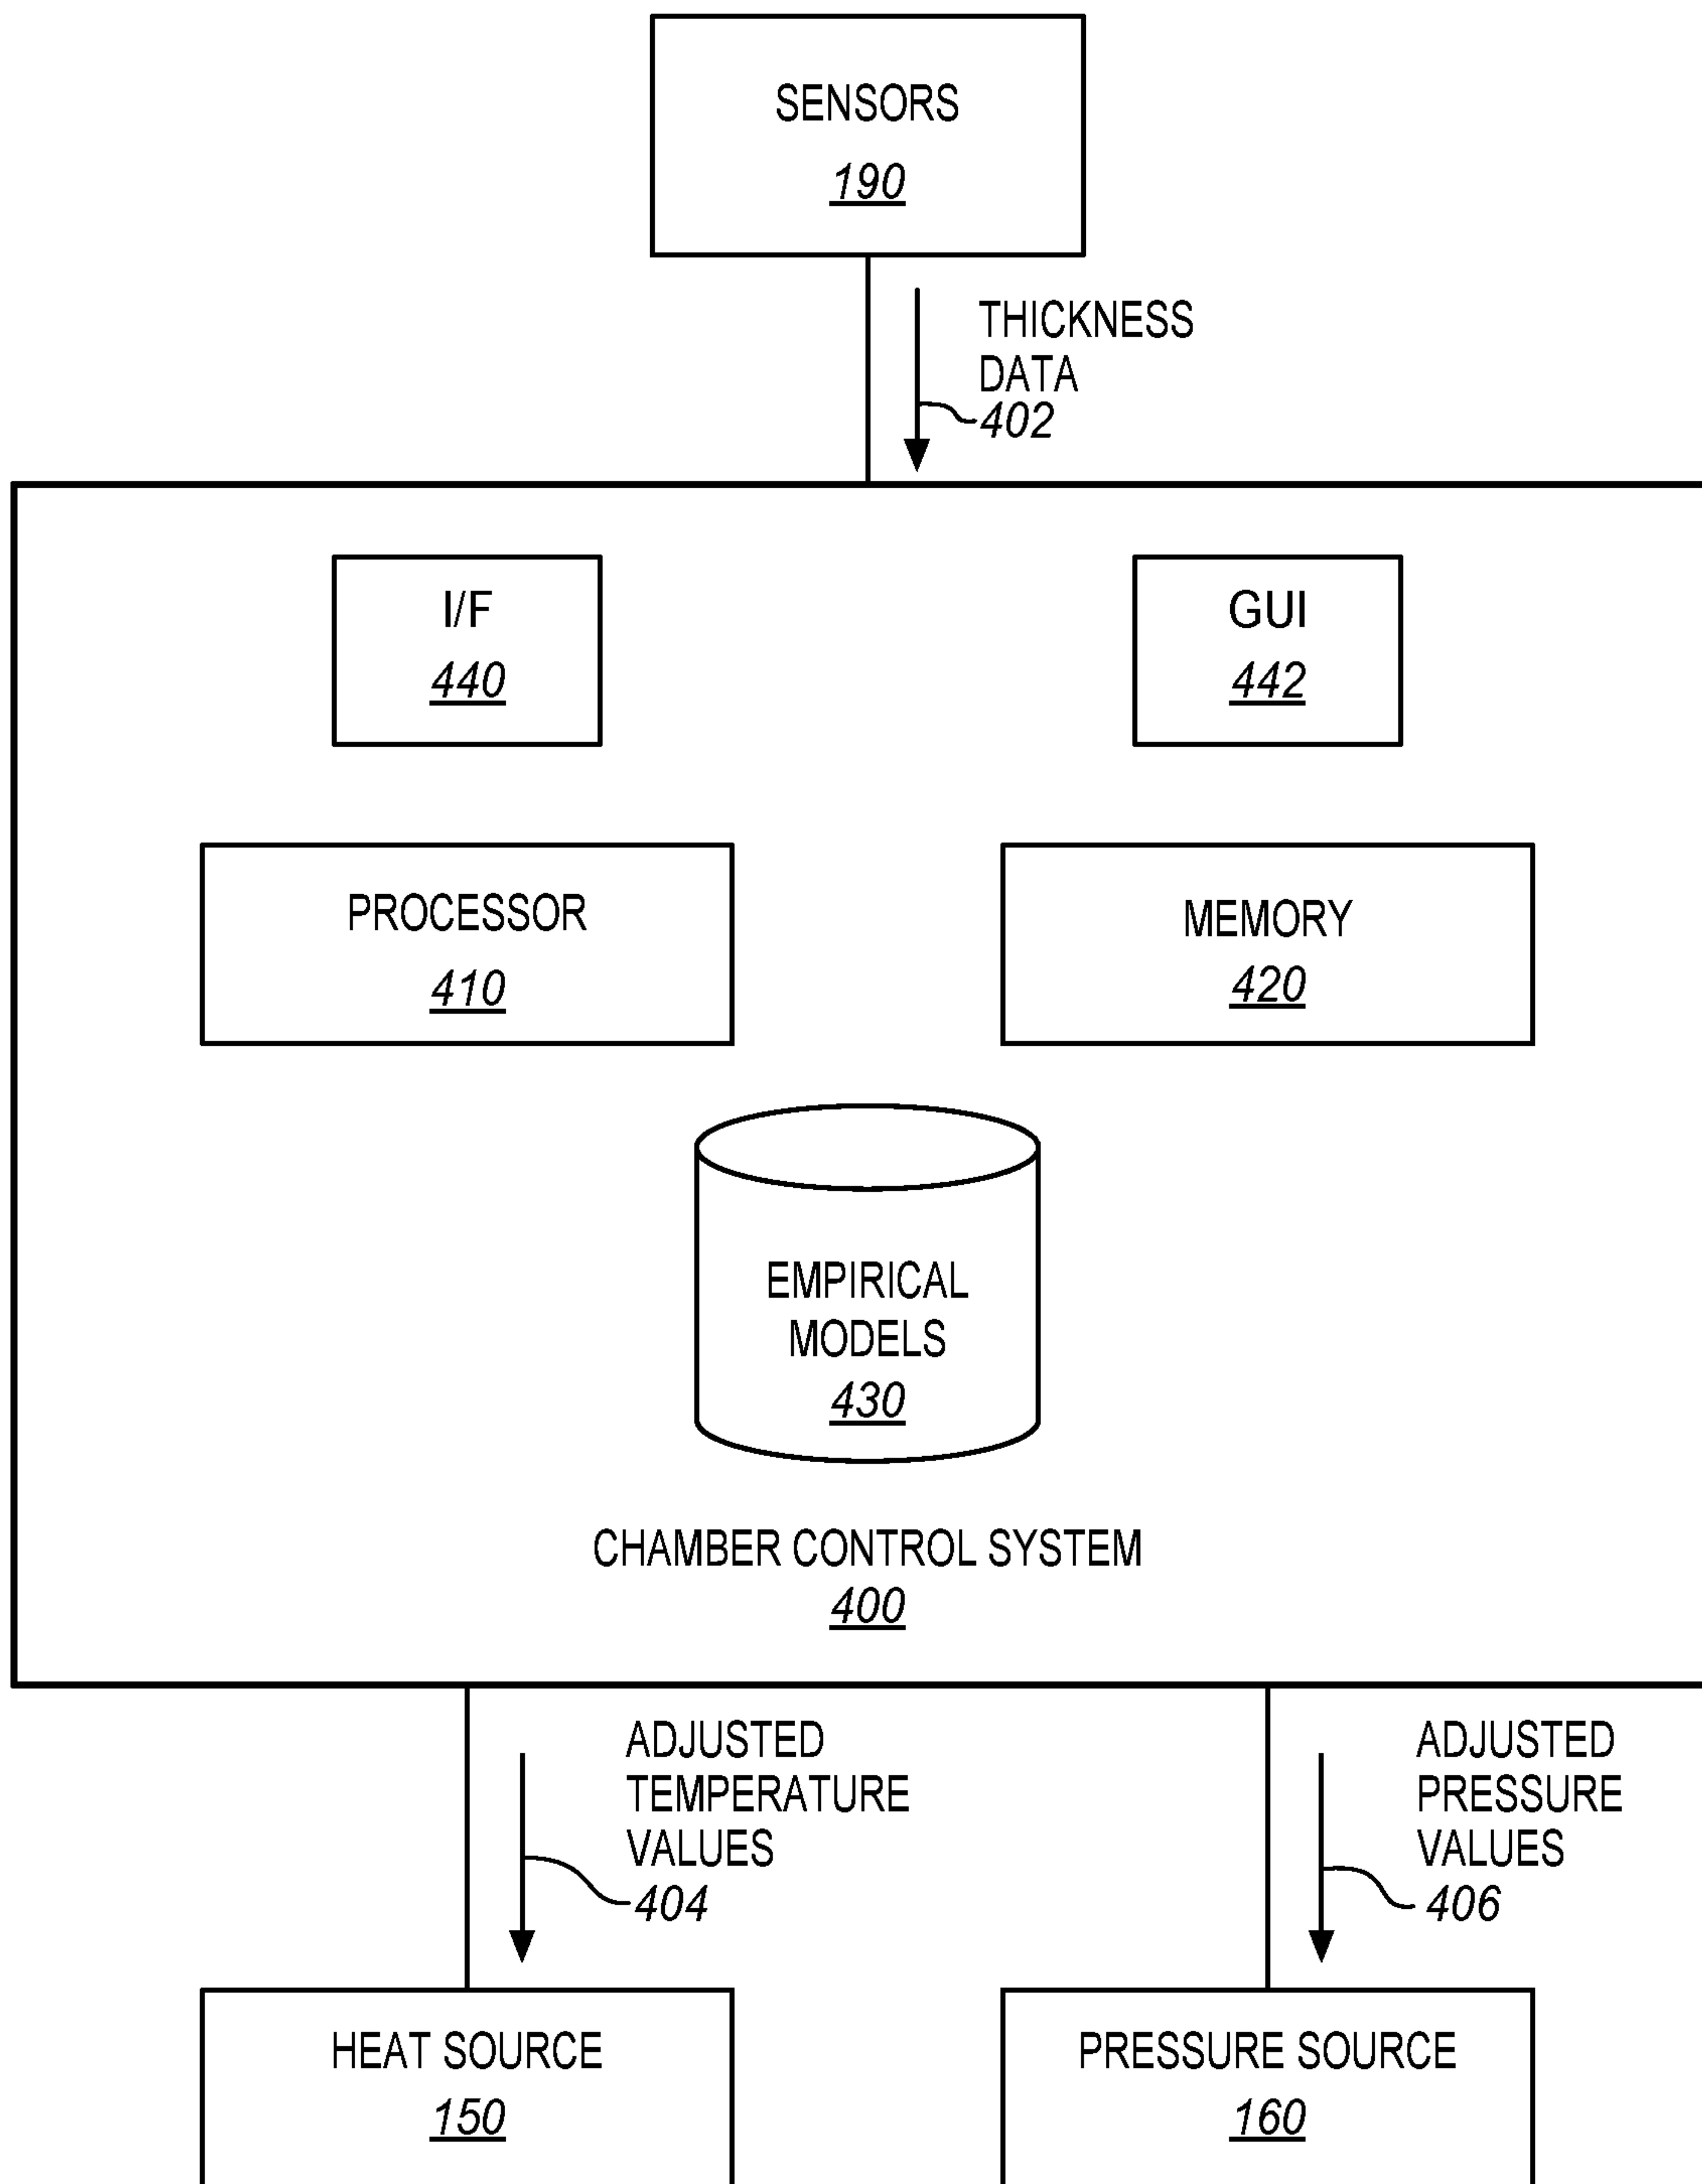 SENSORS
190
THICKNESS
DATA
402
I/F
440
GUI
442
PROCESSOR
410
MEMORY
420
EMPIRICAL
MODELS
430
CHAMBER CONTROL SYSTEM
400
ADJUSTED
TEMPERATURE
VALUES
404
ADJUSTED
PRESSURE
VALUES
406
HEAT SOURCE
150
PRESSURE SOURCE
160